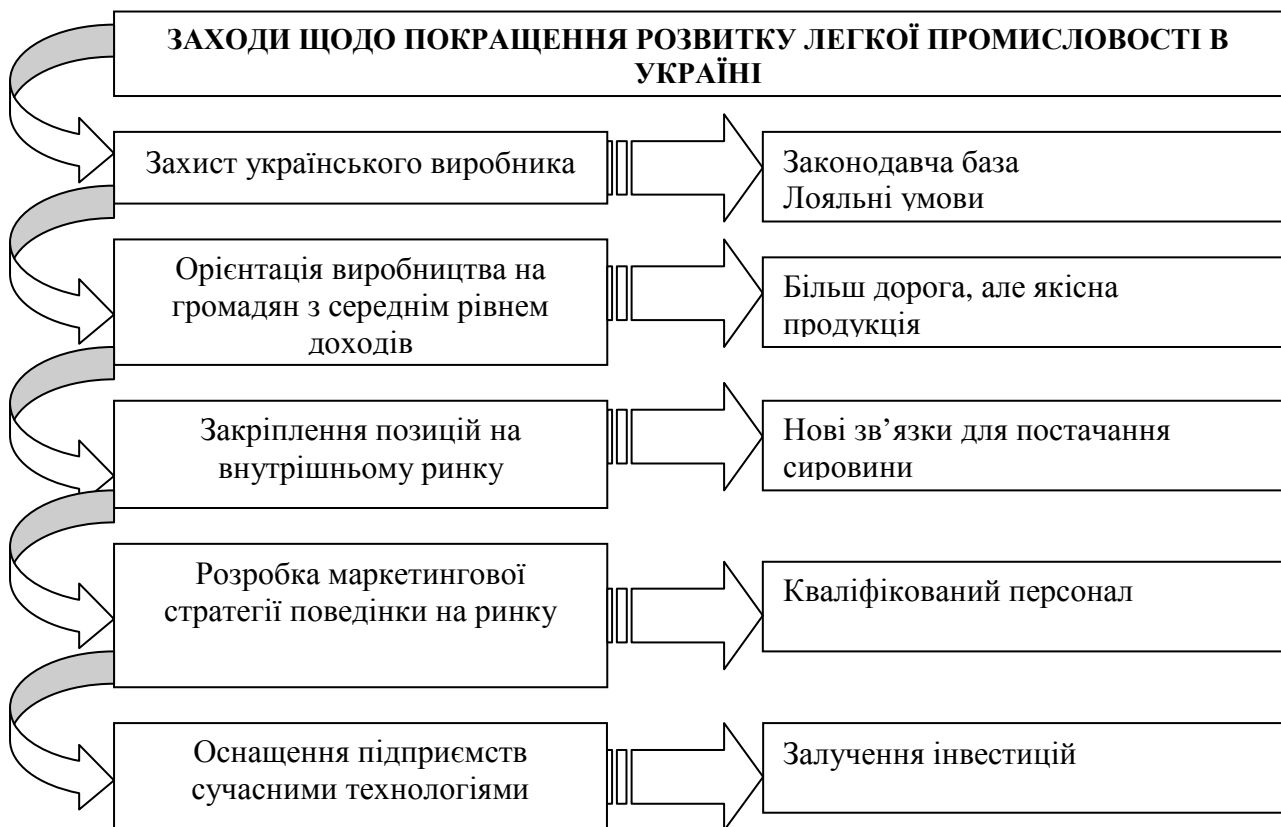 ЗАХОДИ ЩОДО ПОКРАЩЕННЯ РОЗВИТКУ ЛЕГКОЇ ПРОМИСЛОВОСТІ В
УКРАЇНІ
Захист українського виробника
Законодавча база
Лояльні умови
Орієнтація виробництва на
громадян з середнім рівнем
доходів
Більш дорога, але якісна
продукція
Закріплення позицій на
внутрішньому ринку
Нові зв’язки для постачання
сировини
Розробка маркетингової
стратегії поведінки на ринку
Кваліфікований персонал
Оснащення підприємств
сучасними технологіями
Залучення інвестицій